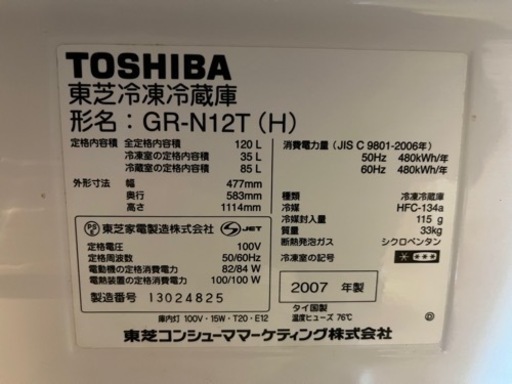 TOSHIBA
東芝冷凍冷蔵庫
形名：GR-N12T（H）
定格内容積 全定格内容積 120 L
冷凍室の定格内容積 35 L
冷蔵室の定格内容積 85 L
外形寸法 幅 477mm
奥行 583mm
高さ 1114mm
PSE 東芝家電製造株式会社 S JET
定格電圧 100V
定格周波数 50/60Hz
電動機の定格消費電力 82/84 W
電熱装置の定格消費電力 100/100 W
製造番号 13024825
消費電力量（JIS C 9801-2006年）
50Hz 480kWh/年
60Hz 480kWh/年
種類 冷凍冷蔵庫
冷媒 HFC-134a
冷媒封入量 115 g
質量 33kg
断熱発泡ガス シクロペンタン
冷凍室の記号 * ***
2007 年製
タイ国製
温度ヒューズ 76℃
庫内灯 100V・15W・T20・E12
D
東芝コンシューママーケティング株式会社